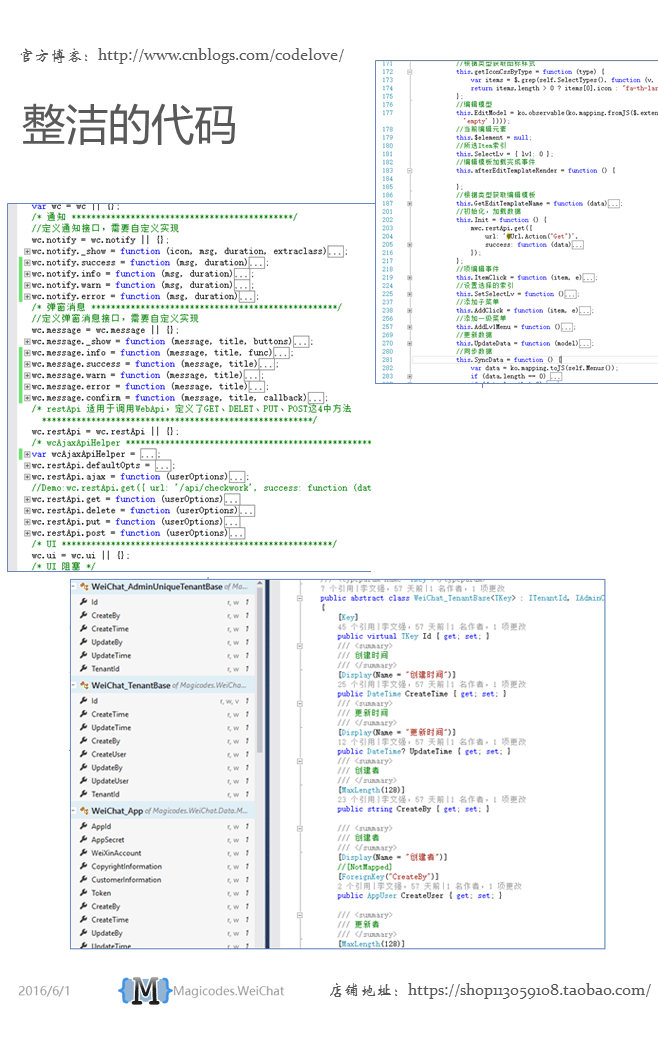 官方博客：http://www.cnblogs.com/codelove/
整洁的代码
171 //根据类型获取图标样式
172 this.getIconCssByType = function (type) {
173 var items = $.grep(self.SelectTypes(), function (v,
174 return items.length > 0 ? items[0].icon : "fa-th-lar
175 };
176 //编辑模型
177 this.EditModel = ko.observable(ko.mapping.fromJS($.exten
'empty' })));
178 //当前编辑元素
179 this.$element = null;
180 //所选Item索引
181 this.SelectLv = { lv1: 0 };
182 //编辑模板加载完成事件
183 this.afterEditTemplateRender = function () {
185 };
186 //根据类型获取编辑模板
187 this.GetEditTemplateName = function (data)...;
201 //初始化，加载数据
202 this.Init = function () {
203 mwc.restApi.get({
204 url: '@Url.Action("Get")',
205 success: function (data)...
216 });
217 };
218 //项编辑事件
219 this.ItemClick = function (item, e)...;
224 //设置选择的索引
225 this.SetSelectLv = function ()...;
237 //添加子菜单
238 this.AddClick = function (item, e)...;
256 //添加一级菜单
257 this.AddLv1Menu = function ()...;
269 //更新数据
270 this.UpdateData = function (model)...;
280 //同步数据
281 this.SyncData = function () {
282 var data = ko.mapping.toJS(self.Menus());
283 if (data.length == 0) ...
var wc = wc || {};
/* 通知 ********************************************/
//定义通知接口，需要自定义实现
wc.notify = wc.notify || {};
wc.notify._show = function (icon, msg, duration, extraclass)...;
wc.notify.success = function (msg, duration)...;
wc.notify.info = function (msg, duration)...;
wc.notify.warn = function (msg, duration)...;
wc.notify.error = function (msg, duration)...;
/* 弹窗消息 **************************************************/
//定义弹窗消息接口，需要自定义实现
wc.message = wc.message || {};
wc.message._show = function (message, title, buttons)...;
wc.message.info = function (message, title, func)...;
wc.message.success = function (message, title)...;
wc.message.warn = function (message, title)...;
wc.message.error = function (message, title)...;
wc.message.confirm = function (message, title, callback)...;
/* restApi 适用于调用WebApi，定义了GET、DELET、PUT、POST这4中方法
******************************************************/
wc.restApi = wc.restApi || {};
/* wcAjaxApiHelper *************************************************
var wcAjaxApiHelper = ...;
wc.restApi.defaultOpts = ...;
wc.restApi.ajax = function (userOptions)...;
//Demo:wc.restApi.get({ url: '/api/checkwork', success: function (dat
wc.restApi.get = function (userOptions)...
wc.restApi.delete = function (userOptions)...
wc.restApi.put = function (userOptions)...
wc.restApi.post = function (userOptions)...
/* UI ******************************************************/
wc.ui = wc.ui || {};
/* UI 阻塞 */
WeiChat_AdminUniqueTenantBase of Ma...
Id r, w 1
CreateBy r, w 1
CreateTime r, w 1
UpdateBy r, w 1
UpdateTime r, w 1
TenantId r, w 1
WeiChat_TenantBase of Magicodes.WeiCha...
Id r, w, v 1
CreateTime r, w 1
UpdateTime r, w 1
CreateBy r, w 1
CreateUser r, w 1
UpdateBy r, w 1
UpdateUser r, w 1
TenantId r, w 1
WeiChat_App of Magicodes.WeiChat.Data.M...
AppId r, w 1
AppSecret r, w 1
WeiXinAccount r, w 1
CopyrightInformation r, w 1
CustomerInformation r, w 1
Token r, w 1
CreateBy r, w 1
CreateTime r, w 1
UpdateBy r, w 1
UpdateTime r, w 1
7 个引用|李文强，57 天前|1 名作者，1 项更改
public abstract class WeiChat_TenantBase<TKey> : ITenantId, IAdminC
{
[Key]
45 个引用|李文强，57 天前|1 名作者，1 项更改
public virtual TKey Id { get; set; }
/// <summary>
/// 创建时间
/// </summary>
[Display(Name = "创建时间")]
25 个引用|李文强，57 天前|1 名作者，1 项更改
public DateTime CreateTime { get; set; }
/// <summary>
/// 更新时间
/// </summary>
[Display(Name = "更新时间")]
12 个引用|李文强，57 天前|1 名作者，1 项更改
public DateTime? UpdateTime { get; set; }
/// <summary>
/// 创建者
/// </summary>
[MaxLength(128)]
23 个引用|李文强，57 天前|1 名作者，1 项更改
public string CreateBy { get; set; }
/// <summary>
/// 创建者
/// </summary>
[Display(Name = "创建者")]
//[NotMapped]
[ForeignKey("CreateBy")]
2 个引用|李文强，57 天前|1 名作者，1 项更改
public AppUser CreateUser { get; set; }
/// <summary>
/// 更新者
/// </summary>
[MaxLength(128)]
2016/6/1
{M}Magicodes.WeiChat
店铺地址：https://shop113059108.taobao.com/